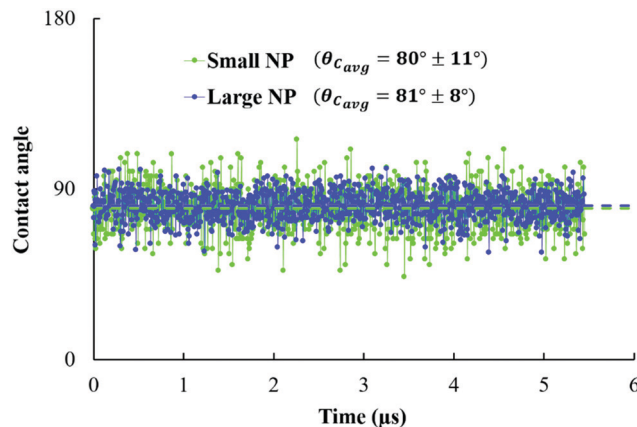 180
Small NP (θCavg = 80° ± 11°)
Large NP (θCavg = 81° ± 8°)
Contact angle
90
0
0 1 2 3 4 5 6
Time (µs)